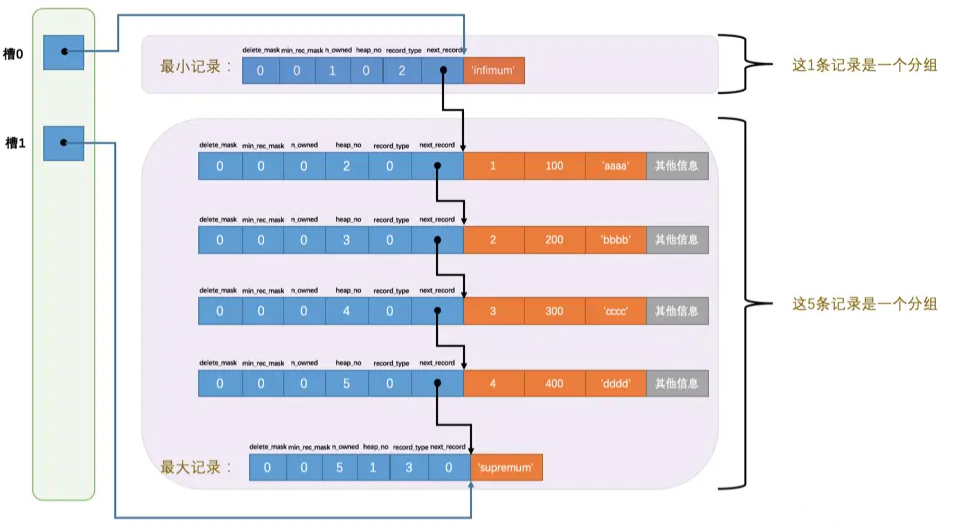 槽0
delete_mask min_rec_mask n_owned heap_no record_type next_record
最小记录： 0 0 1 0 2 'infimum'
这1条记录是一个分组
槽1
delete_mask min_rec_mask n_owned heap_no record_type next_record
0 0 0 2 0 1 100 'aaaa' 其他信息
delete_mask min_rec_mask n_owned heap_no record_type next_record
0 0 0 3 0 2 200 'bbbb' 其他信息
delete_mask min_rec_mask n_owned heap_no record_type next_record
0 0 0 4 0 3 300 'cccc' 其他信息
这5条记录是一个分组
delete_mask min_rec_mask n_owned heap_no record_type next_record
0 0 0 5 0 4 400 'dddd' 其他信息
delete_mask min_rec_mask n_owned heap_no record_type next_record
最大记录： 0 0 5 1 3 0 'supremum'